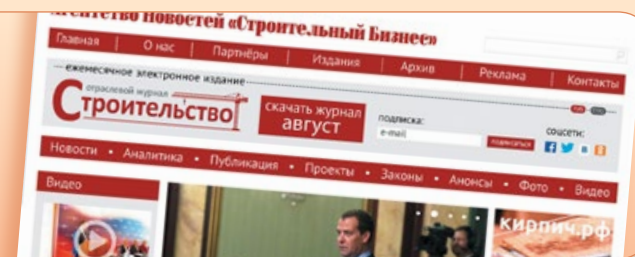 Агентство Новостей «Строительный Бизнес»
Главная | О нас | Партнёры | Издания | Архив | Реклама | Контакты
ежемесячное электронное издание
отраслевой журнал
Строительство
скачать журнал
август
подписка:
e-mail
подписаться
соцсети:
Новости • Аналитика • Публикация • Проекты • Законы • Анонсы • Фото • Видео
Видео
кирпич.рф